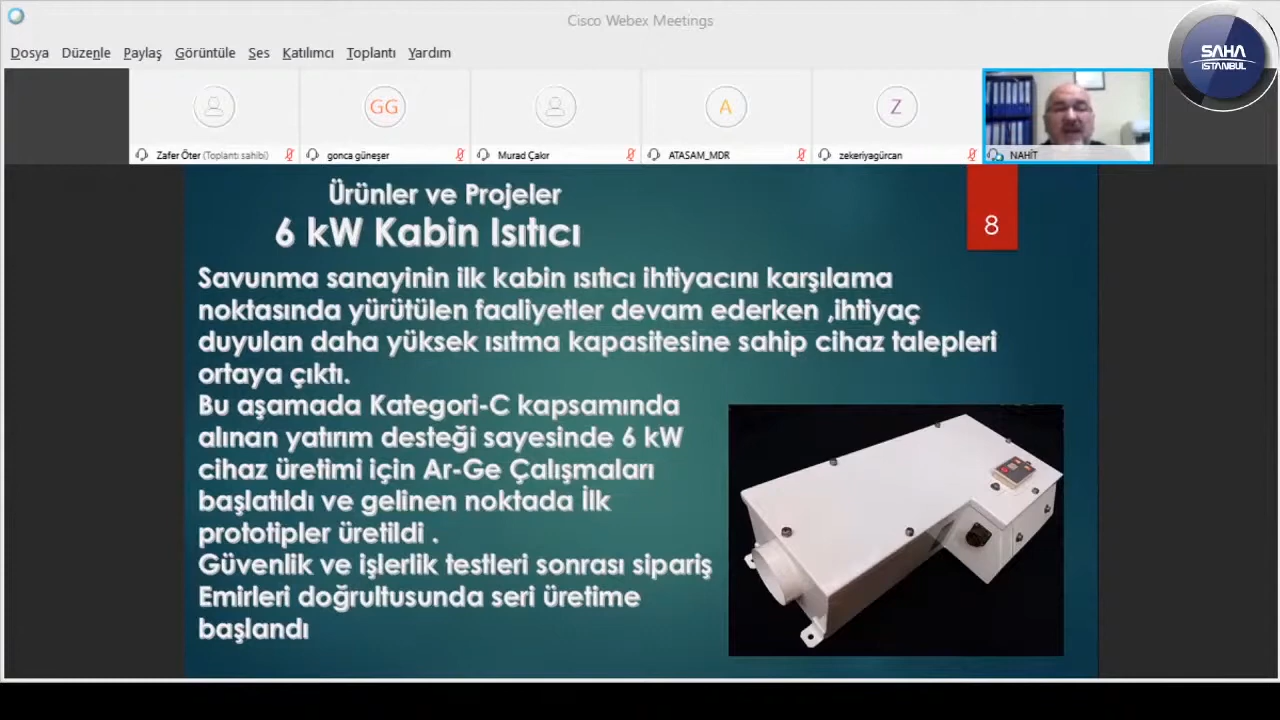 Cisco Webex Meetings
Dosya Düzenle Paylaş Görüntüle Ses Katılımcı Toplantı Yardım
SAHA
İSTANBUL
GG
A
Z
Zafer Öter (Toplantı sahibi)
gonca güneşer
Murad Çakır
ATASAM_MDR
zekeriyagürcan
NAHİT
Ürünler ve Projeler
6 kW Kabin Isıtıcı
8
Savunma sanayinin ilk kabin ısıtıcı ihtiyacını karşılama
noktasında yürütülen faaliyetler devam ederken ,ihtiyaç
duyulan daha yüksek ısıtma kapasitesine sahip cihaz talepleri
ortaya çıktı.
Bu aşamada Kategori-C kapsamında
alınan yatırım desteği sayesinde 6 kW
cihaz üretimi için Ar-Ge Çalışmaları
başlatıldı ve gelinen noktada İlk
prototipler üretildi .
Güvenlik ve işlerlik testleri sonrası sipariş
Emirleri doğrultusunda seri üretime
başlandı